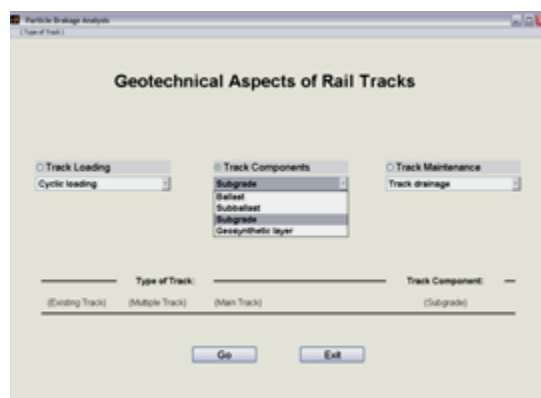 Particle Brakage Analysis
(Type of Track)
Geotechnical Aspects of Rail Tracks
Track Loading Track Components Track Maintenance
Cyclic loading Subgrade Track drainage
Ballast
Subballast
Subgrade
Geosynthetic layer
Type of Track: Track Component:
(Existing Track) (Multiple Track) (Main Track) (Subgrade)
Go Exit